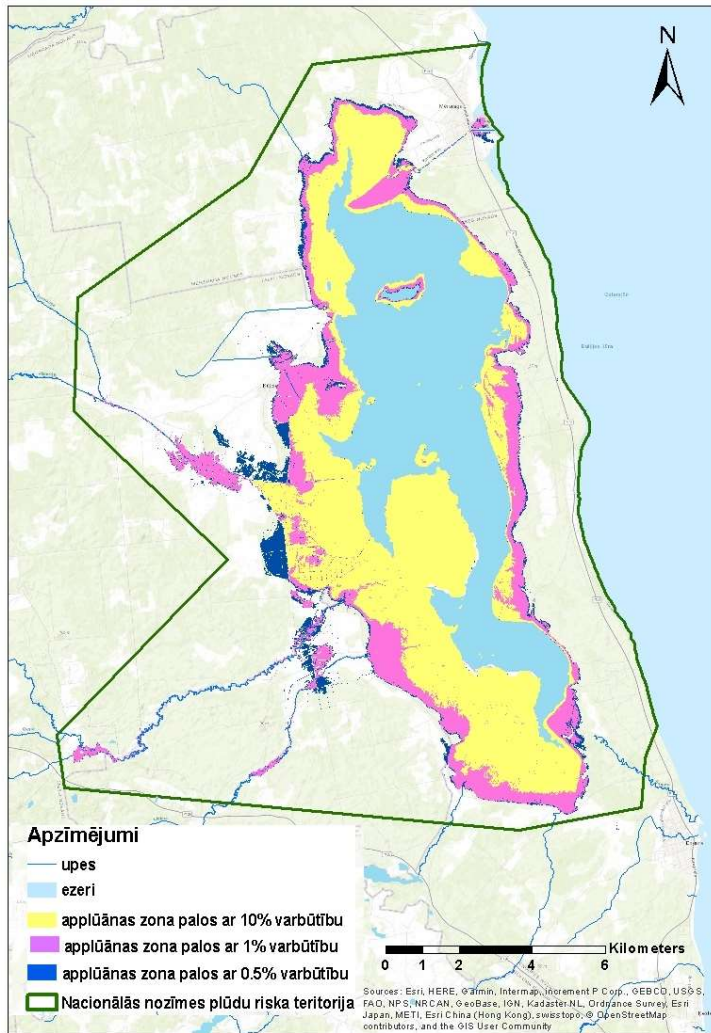 N
Apzīmējumi
upes
ezeri
applūšanas zona palos ar 10% varbūtību
applūšanas zona palos ar 1% varbūtību
applūšanas zona palos ar 0.5% varbūtību
Nacionālās nozīmes plūdu riska teritorija
Kilometers
0 1 2 4 6
Sources: Esri, HERE, Garmin, Intermap, increment P Corp., GEBCO, USGS,
FAO, NPS, NRCAN, GeoBase, IGN, Kadaster NL, Ordnance Survey, Esri
Japan, METI, Esri China (Hong Kong), swisstopo, © OpenStreetMap
contributors, and the GIS User Community